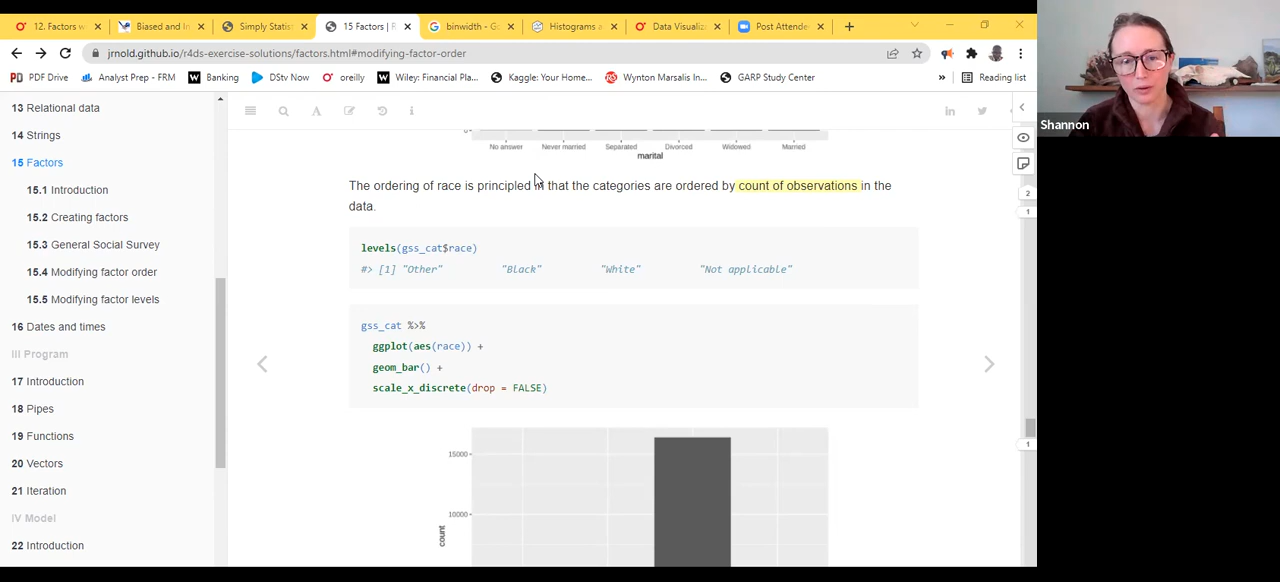 12. Factors w
Biased and In
Simply Statist
15 Factors | R
binwidth - Go
Histograms a
Data Visualiz
Post Attende
jrnold.github.io/r4ds-exercise-solutions/factors.html#modifying-factor-order
PDF Drive
Analyst Prep - FRM
Banking
DStv Now
oreilly
Wiley: Financial Pla...
Kaggle: Your Home...
Wynton Marsalis In...
GARP Study Center
»
Reading list
Shannon
13 Relational data
14 Strings
15 Factors
15.1 Introduction
15.2 Creating factors
15.3 General Social Survey
15.4 Modifying factor order
15.5 Modifying factor levels
16 Dates and times
III Program
17 Introduction
18 Pipes
19 Functions
20 Vectors
21 Iteration
IV Model
22 Introduction
0
No answer Never married Separated Divorced Widowed Married
marital
The ordering of race is principled in that the categories are ordered by count of observations in the
data.
levels(gss_cat$race)
#> [1] "Other" "Black" "White" "Not applicable"
gss_cat %>%
ggplot(aes(race)) +
geom_bar() +
scale_x_discrete(drop = FALSE)
15000
10000
count
2
1
1